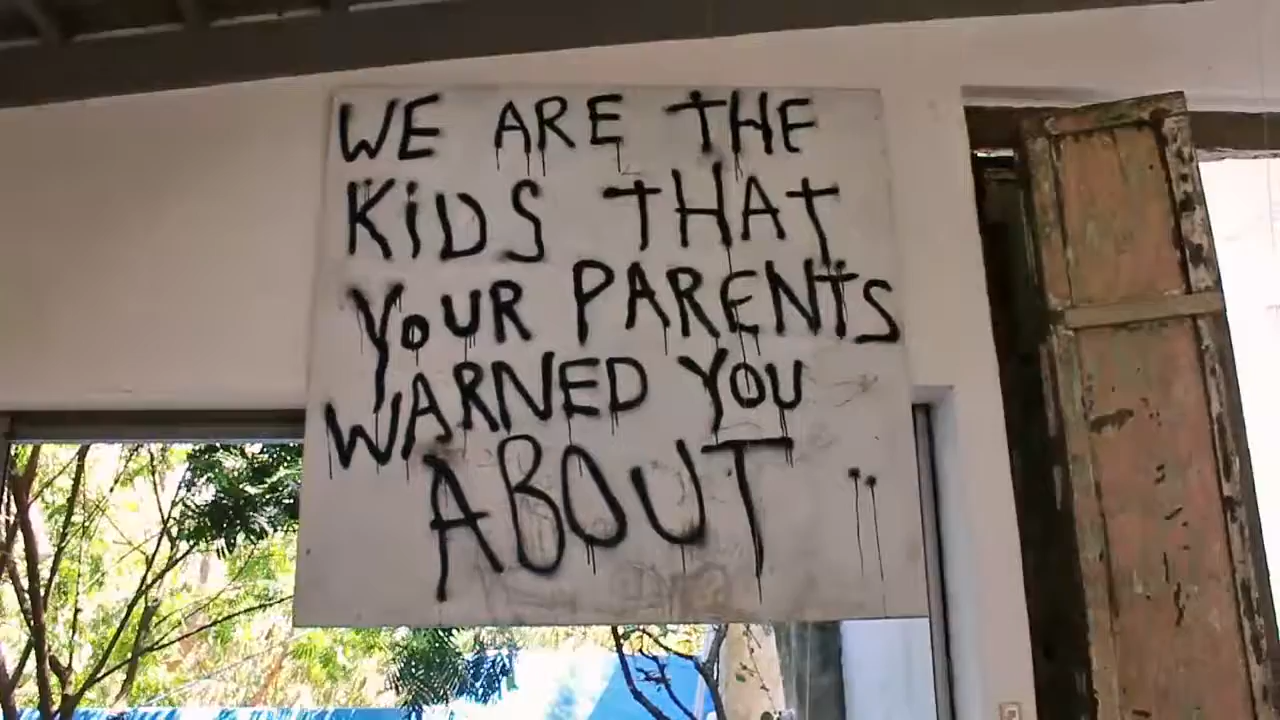 WE ARE THE
KiDS THAT
YoUR PARENTS
WARNED YOU
ABOUT ..